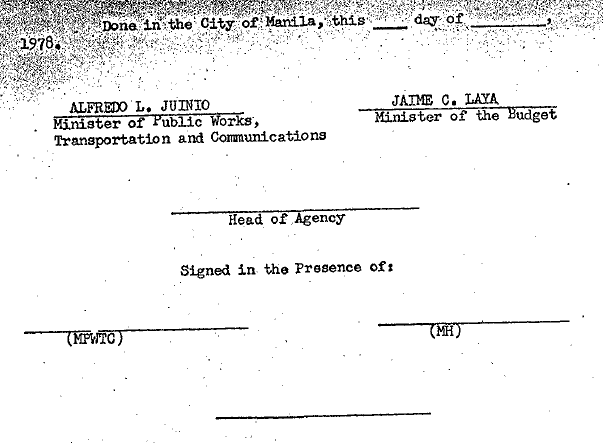 Done in the City of Manila, this ____ day of _________,
1978.
ALFREDO L. JUINIO
Minister of Public Works,
Transportation and Communications
JAIME C. LAYA
Minister of the Budget
Head of Agency
Signed in the Presence of:
(MPWTC)
(MH)